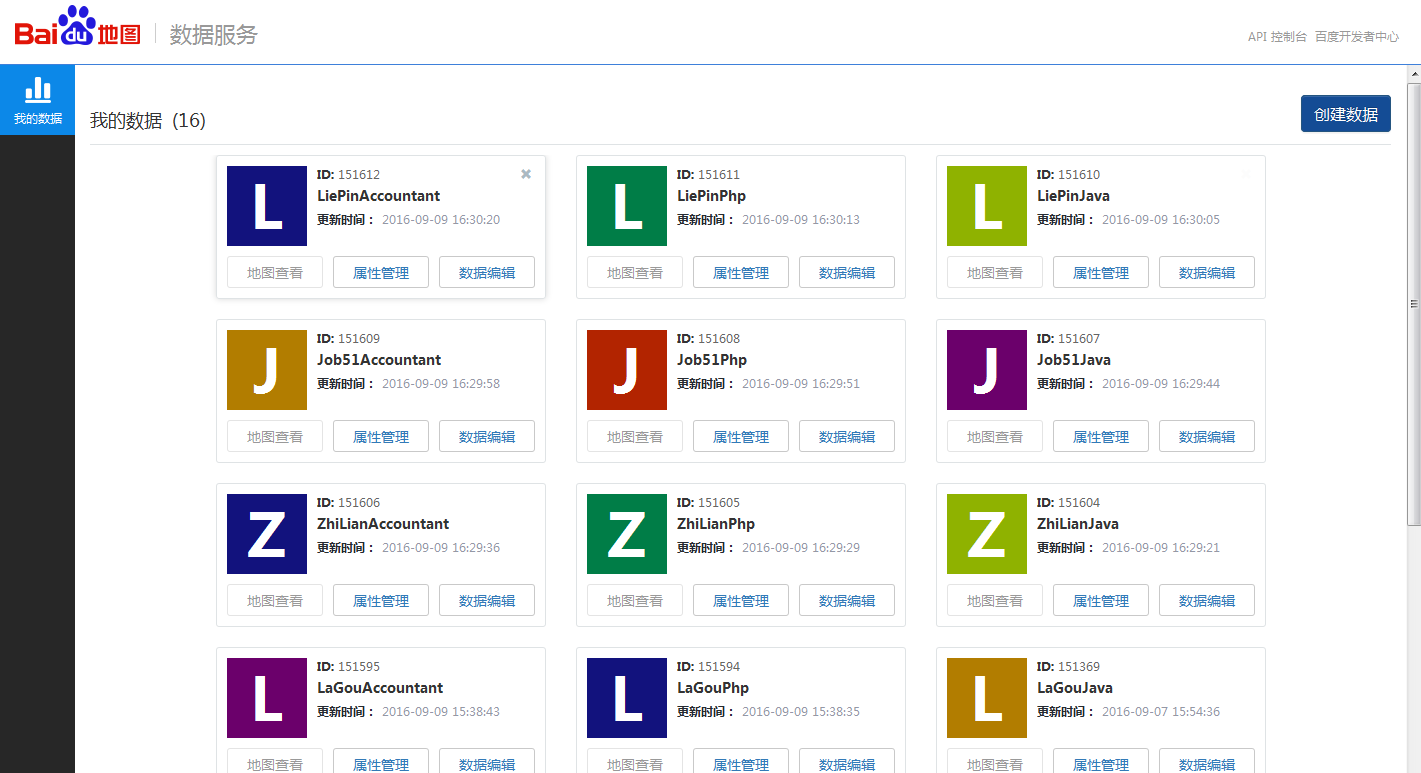 Bai du 地图 数据服务
API 控制台 百度开发者中心
我的数据
我的数据 (16)
创建数据
L
ID: 151612
LiePinAccountant
更新时间： 2016-09-09 16:30:20
地图查看 属性管理 数据编辑
L
ID: 151611
LiePinPhp
更新时间： 2016-09-09 16:30:13
地图查看 属性管理 数据编辑
L
ID: 151610
LiePinJava
更新时间： 2016-09-09 16:30:05
地图查看 属性管理 数据编辑
J
ID: 151609
Job51Accountant
更新时间： 2016-09-09 16:29:58
地图查看 属性管理 数据编辑
J
ID: 151608
Job51Php
更新时间： 2016-09-09 16:29:51
地图查看 属性管理 数据编辑
J
ID: 151607
Job51Java
更新时间： 2016-09-09 16:29:44
地图查看 属性管理 数据编辑
Z
ID: 151606
ZhiLianAccountant
更新时间： 2016-09-09 16:29:36
地图查看 属性管理 数据编辑
Z
ID: 151605
ZhiLianPhp
更新时间： 2016-09-09 16:29:29
地图查看 属性管理 数据编辑
Z
ID: 151604
ZhiLianJava
更新时间： 2016-09-09 16:29:21
地图查看 属性管理 数据编辑
L
ID: 151595
LaGouAccountant
更新时间： 2016-09-09 15:38:43
地图查看 属性管理 数据编辑
L
ID: 151594
LaGouPhp
更新时间： 2016-09-09 15:38:35
地图查看 属性管理 数据编辑
L
ID: 151369
LaGouJava
更新时间： 2016-09-07 15:54:36
地图查看 属性管理 数据编辑